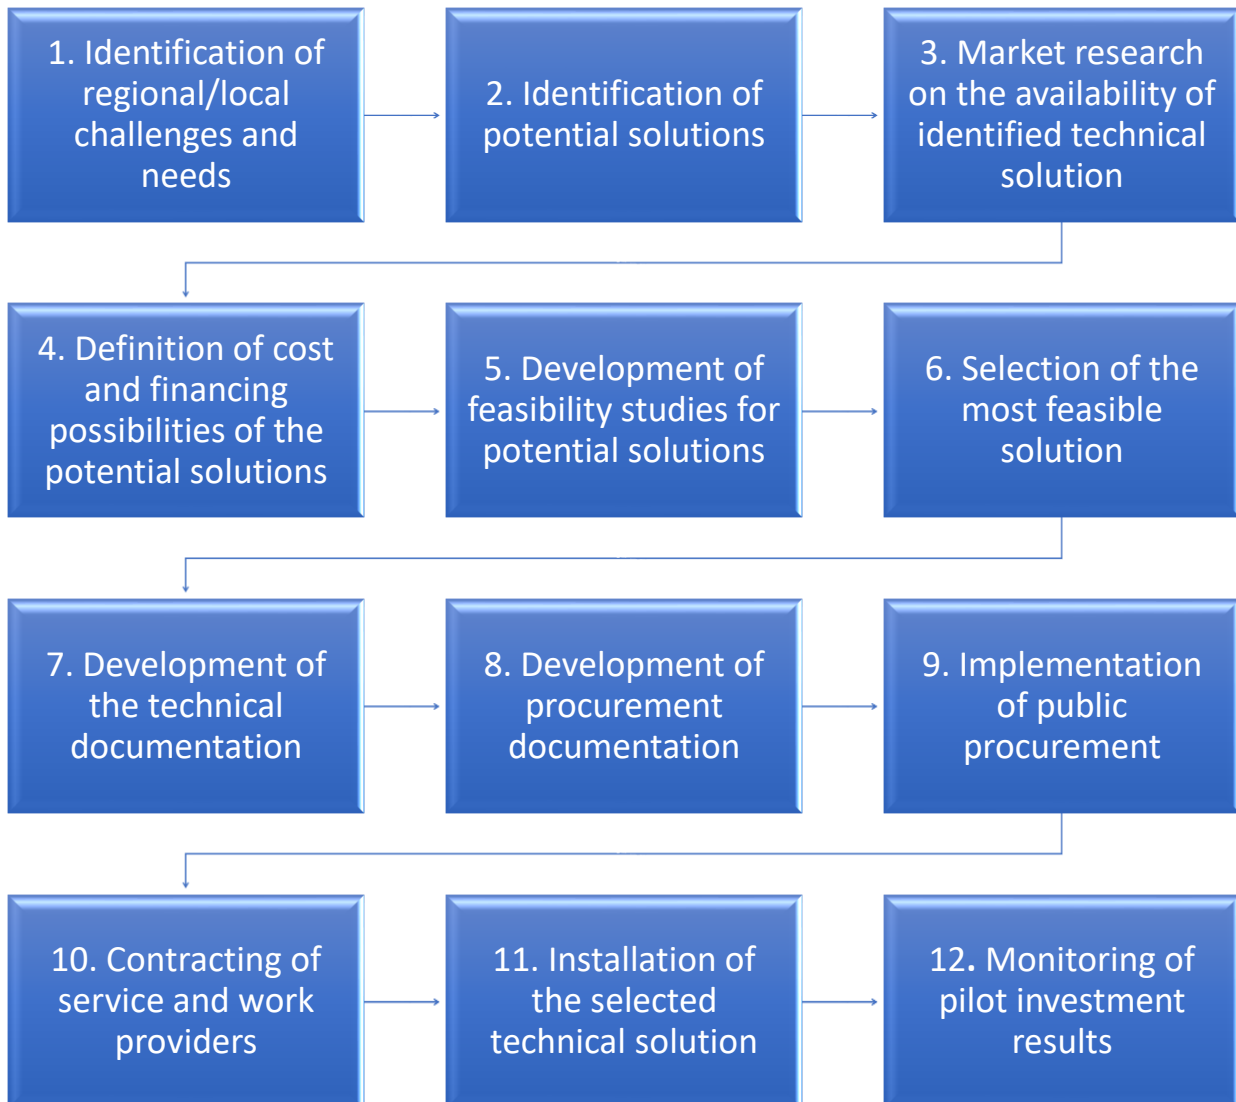 1. Identification of
regional/local
challenges and
needs
2. Identification of
potential solutions
3. Market research
on the availability of
identified technical
solution
4. Definition of cost
and financing
possibilities of the
potential solutions
5. Development of
feasibility studies for
potential solutions
6. Selection of the
most feasible
solution
7. Development of
the technical
documentation
8. Development of
procurement
documentation
9. Implementation
of public
procurement
10. Contracting of
service and work
providers
11. Installation of
the selected
technical solution
12. Monitoring of
pilot investment
results